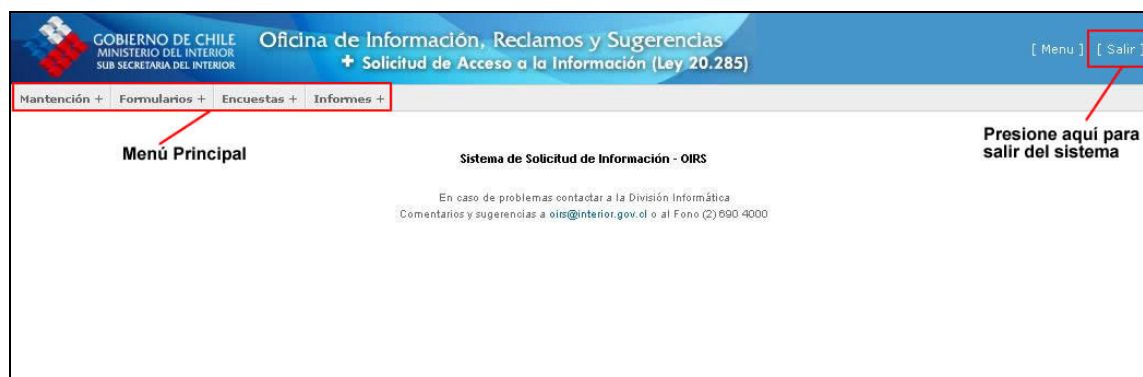 GOBIERNO DE CHILE
MINISTERIO DEL INTERIOR
SUB SECRETARIA DEL INTERIOR
Oficina de Información, Reclamos y Sugerencias
+ Solicitud de Acceso a la Información (Ley 20.285)
[ Menu ] [ Salir ]
Mantención + Formularios + Encuestas + Informes +
Menú Principal
Presione aquí para
salir del sistema
Sistema de Solicitud de Información - OIRS
En caso de problemas contactar a la División Informática
Comentarios y sugerencias a oirs@interior.gov.cl o al Fono (2) 690 4000